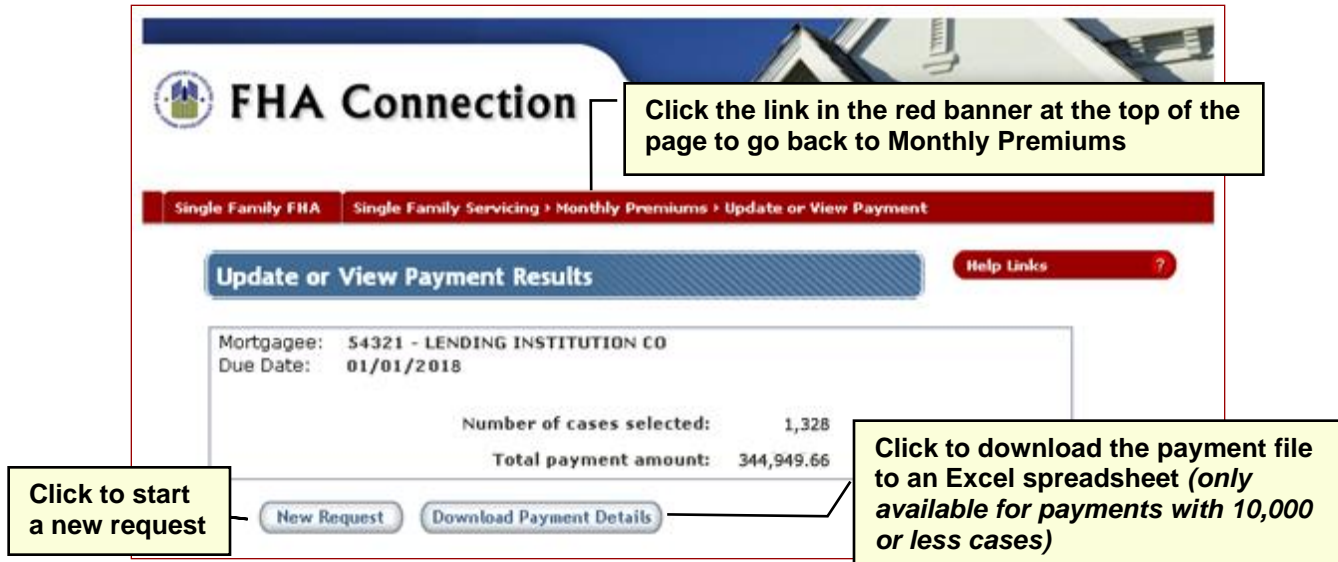 FHA Connection
Click the link in the red banner at the top of the
page to go back to Monthly Premiums
Single Family FHA Single Family Servicing › Monthly Premiums › Update or View Payment
Update or View Payment Results
Help Links ?
Mortgagee: 54321 - LENDING INSTITUTION CO
Due Date: 01/01/2018
Number of cases selected: 1,328
Total payment amount: 344,949.66
Click to download the payment file
to an Excel spreadsheet (only
available for payments with 10,000
or less cases)
Click to start
a new request
New Request Download Payment Details